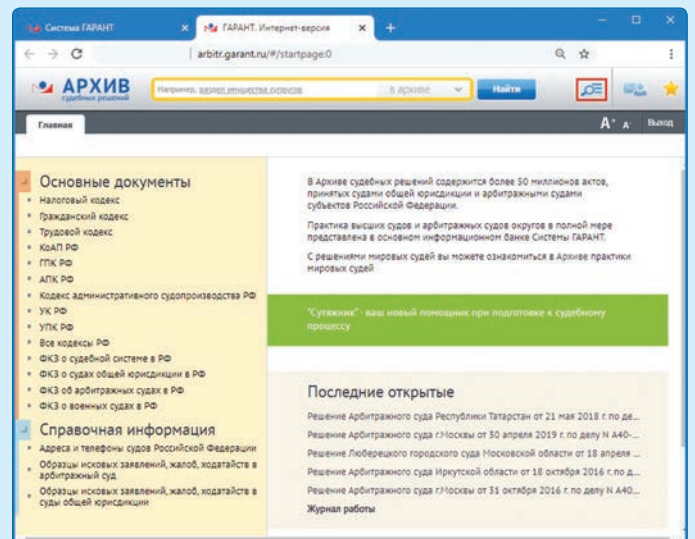 Система ГАРАНТ
ГАРАНТ. Интернет-версия
arbitr.garant.ru/#/startpage:0
АРХИВ
судебных решений
Например, раздел имущества супругов
в архиве
Найти
Главная
A+ A- Выход
Основные документы
Налоговый кодекс
Гражданский кодекс
Трудовой кодекс
КоАП РФ
ГПК РФ
АПК РФ
Кодекс административного судопроизводства РФ
УК РФ
УПК РФ
Все кодексы РФ
ФКЗ о судебной системе в РФ
ФКЗ о судах общей юрисдикции в РФ
ФКЗ об арбитражных судах в РФ
ФКЗ о военных судах в РФ
Справочная информация
Адреса и телефоны судов Российской Федерации
Образцы исковых заявлений, жалоб, ходатайств в
арбитражный суд
Образцы исковых заявлений, жалоб, ходатайств в
суды общей юрисдикции
В Архиве судебных решений содержится более 50 миллионов актов,
принятых судами общей юрисдикции и арбитражными судами
субъектов Российской Федерации.
Практика высших судов и арбитражных судов округов в полной мере
представлена в основном информационном банке Системы ГАРАНТ.
С решениями мировых судей вы можете ознакомиться в Архиве практики
мировых судей
"Сутяжник" - ваш новый помощник при подготовке к судебному
процессу
Последние открытые
Решение Арбитражного суда Республики Татарстан от 21 мая 2018 г. по де...
Решение Арбитражного суда г.Москвы от 30 апреля 2019 г. по делу N А40-...
Решение Люберецкого городского суда Московской области от 18 апреля ...
Решение Арбитражного суда Иркутской области от 18 октября 2016 г. по д...
Решение Арбитражного суда г.Москвы от 31 октября 2016 г. по делу N А40...
Журнал работы